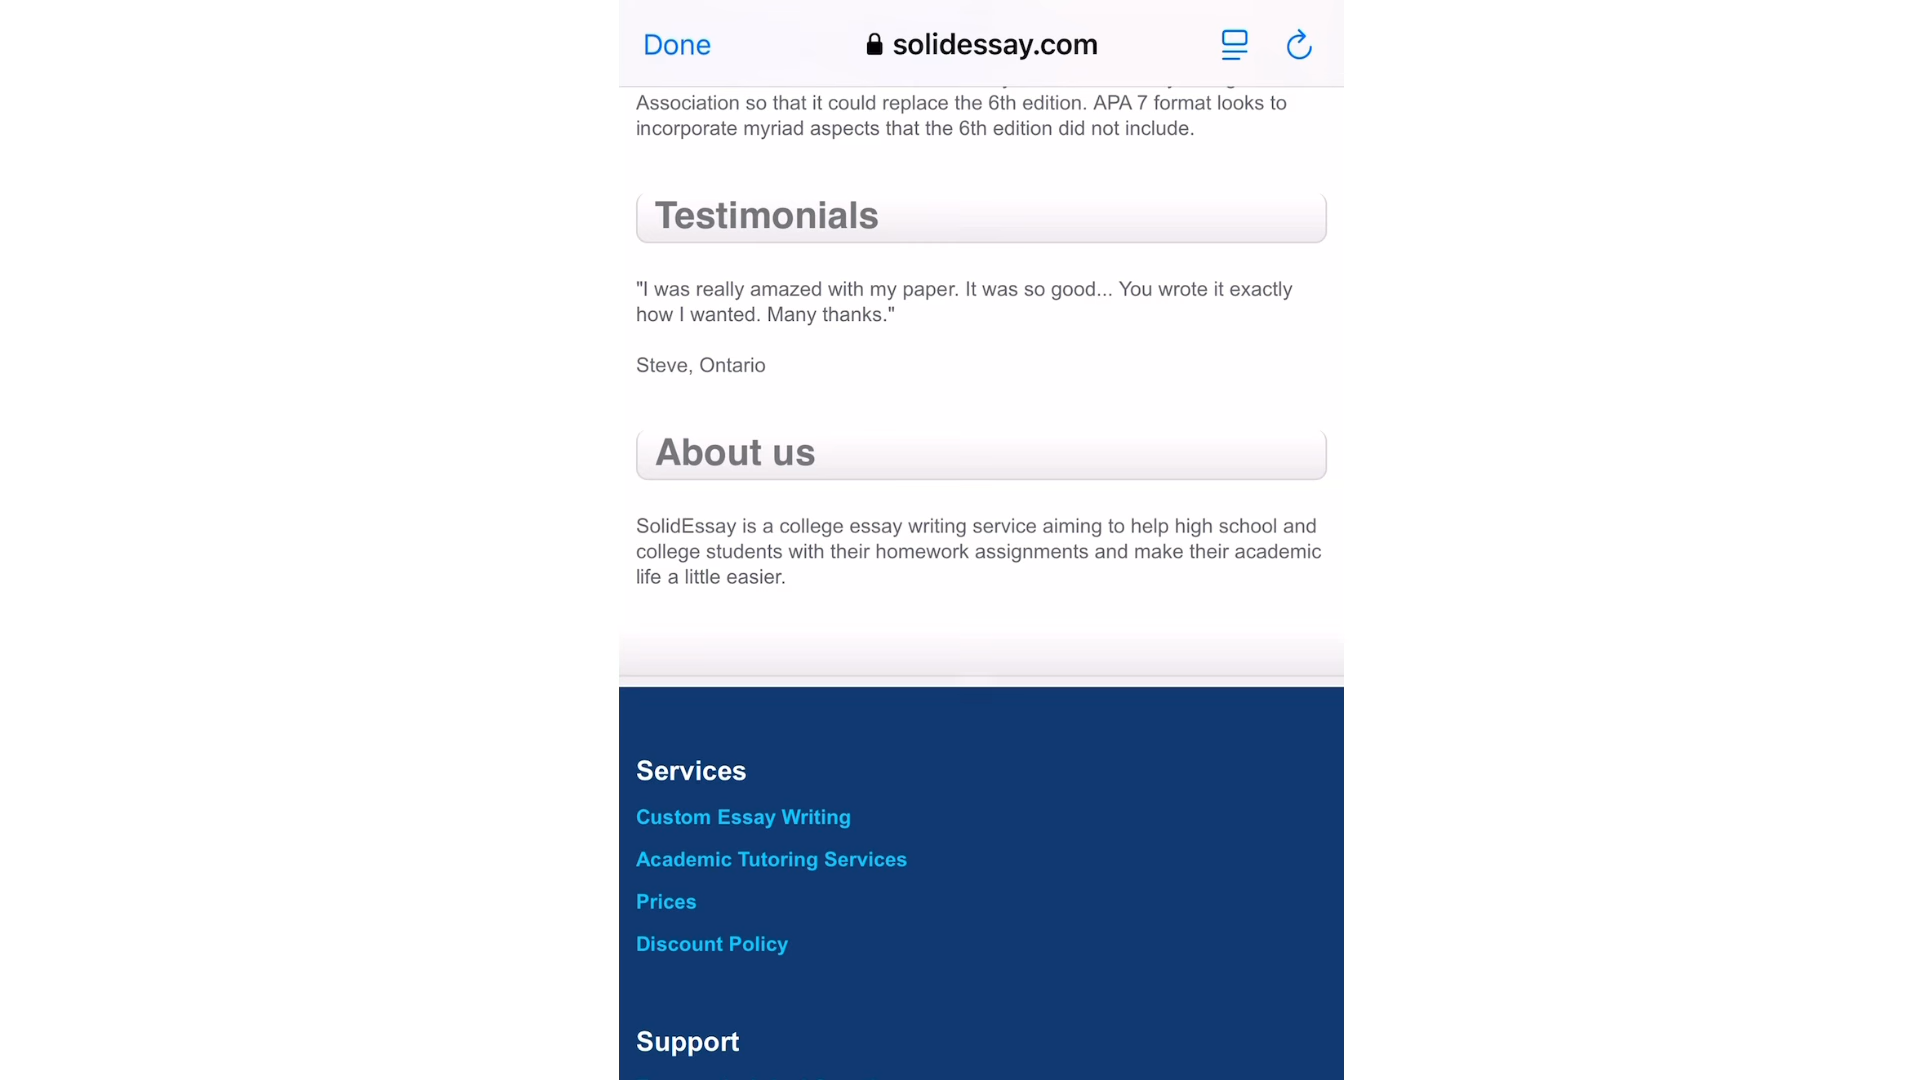 Done
solidessay.com
Association so that it could replace the 6th edition. APA 7 format looks to
incorporate myriad aspects that the 6th edition did not include.
Testimonials
"I was really amazed with my paper. It was so good... You wrote it exactly
how I wanted. Many thanks."
Steve, Ontario
About us
SolidEssay is a college essay writing service aiming to help high school and
college students with their homework assignments and make their academic
life a little easier.
Services
Custom Essay Writing
Academic Tutoring Services
Prices
Discount Policy
Support